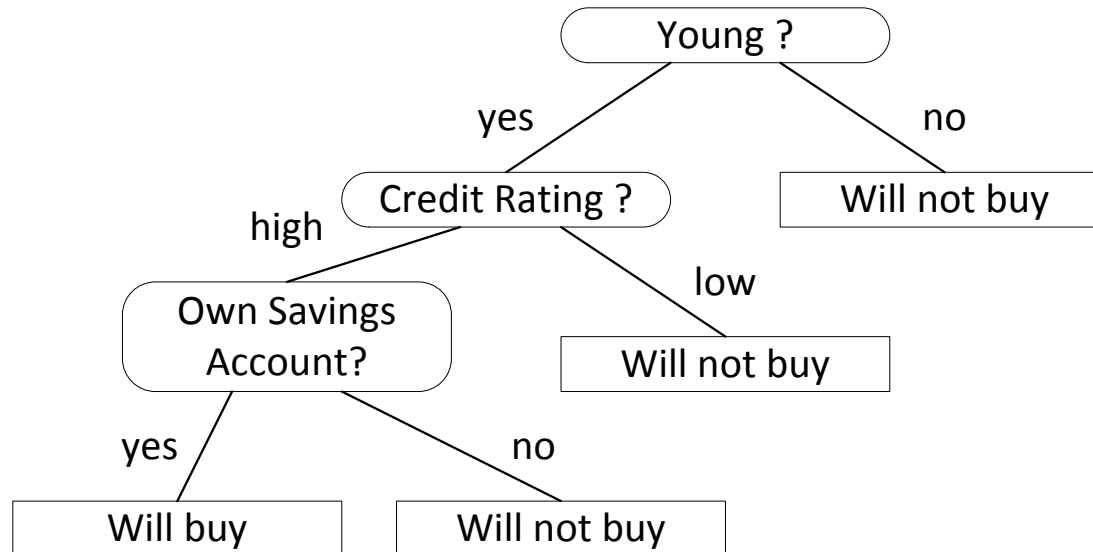 Young ?
yes
no
Credit Rating ?
Will not buy
high
low
Own Savings
Account?
Will not buy
yes
no
Will buy
Will not buy